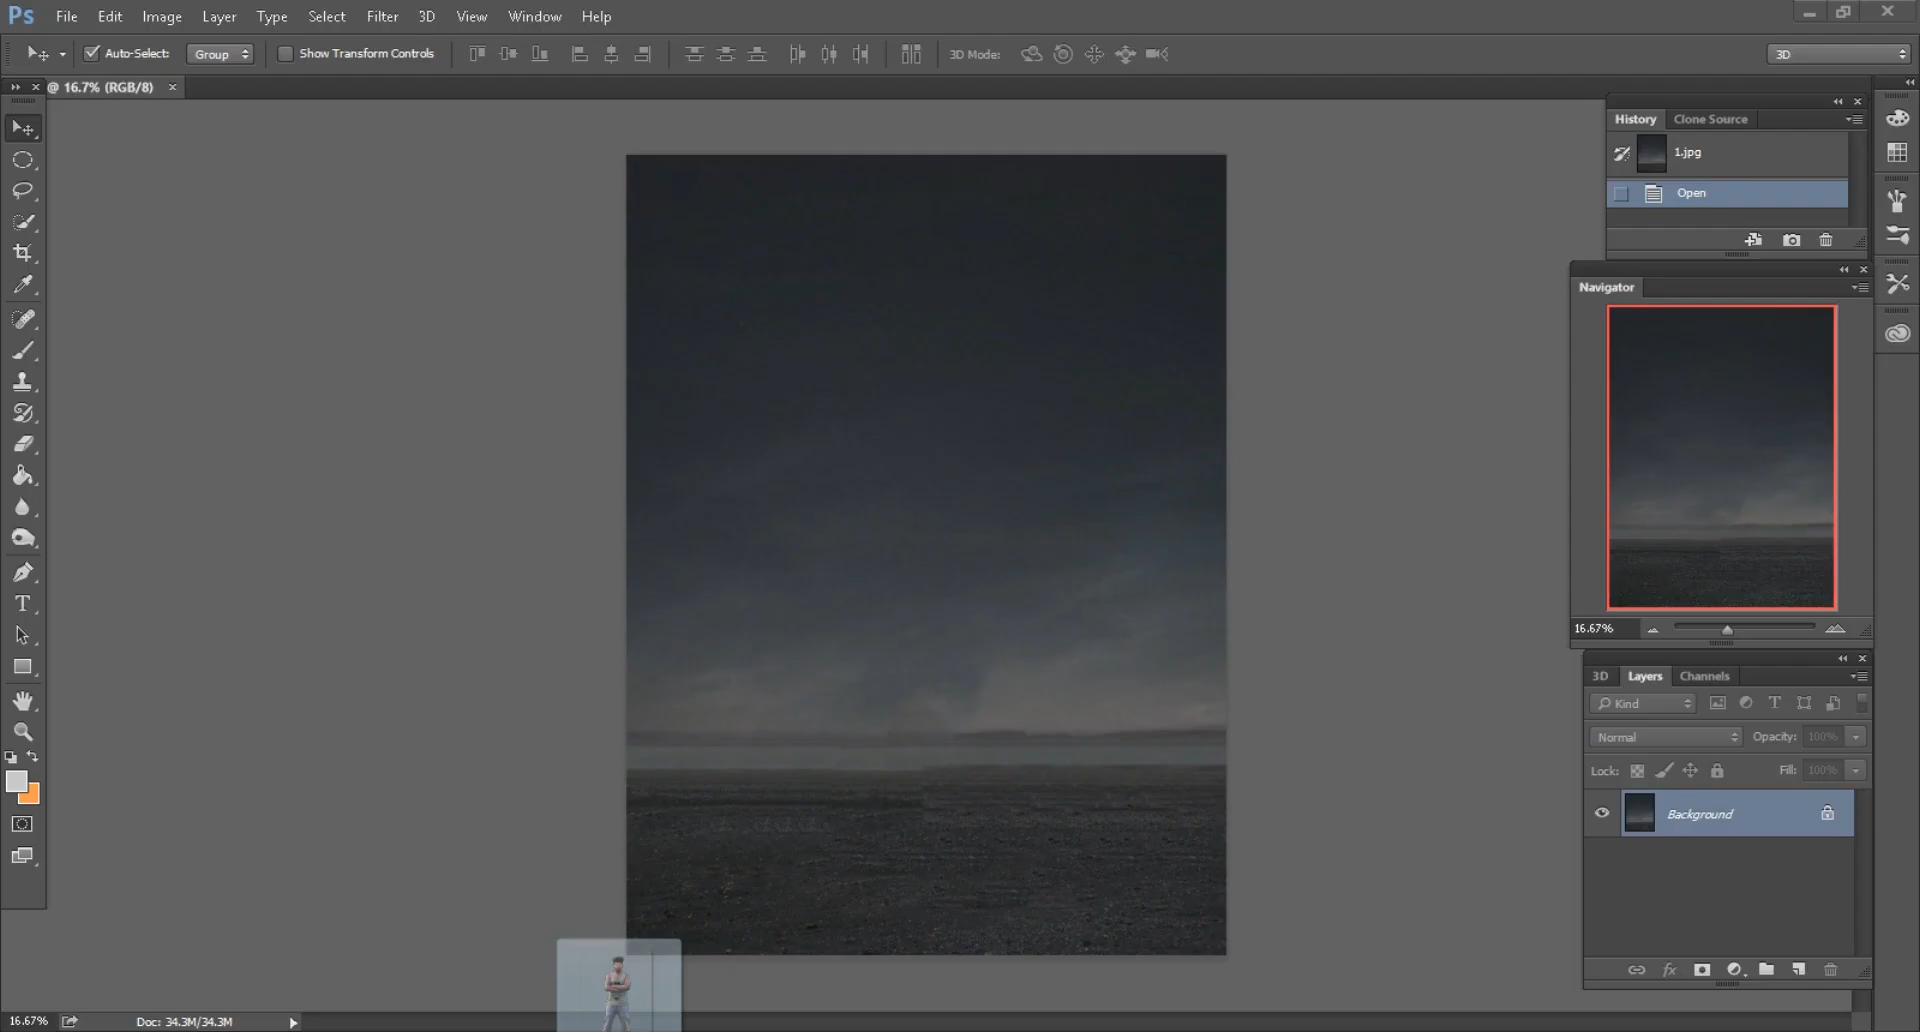 Ps File Edit Image Layer Type Select Filter 3D View Window Help
Auto-Select: Group Show Transform Controls 3D Mode: 3D
@ 16.7% (RGB/8) ×
History Clone Source
1.jpg
Open
Navigator
16.67%
3D Layers Channels
Kind
Normal Opacity: 100%
Lock: Fill: 100%
Background
fx
16.67% Doc: 34.3M/34.3M